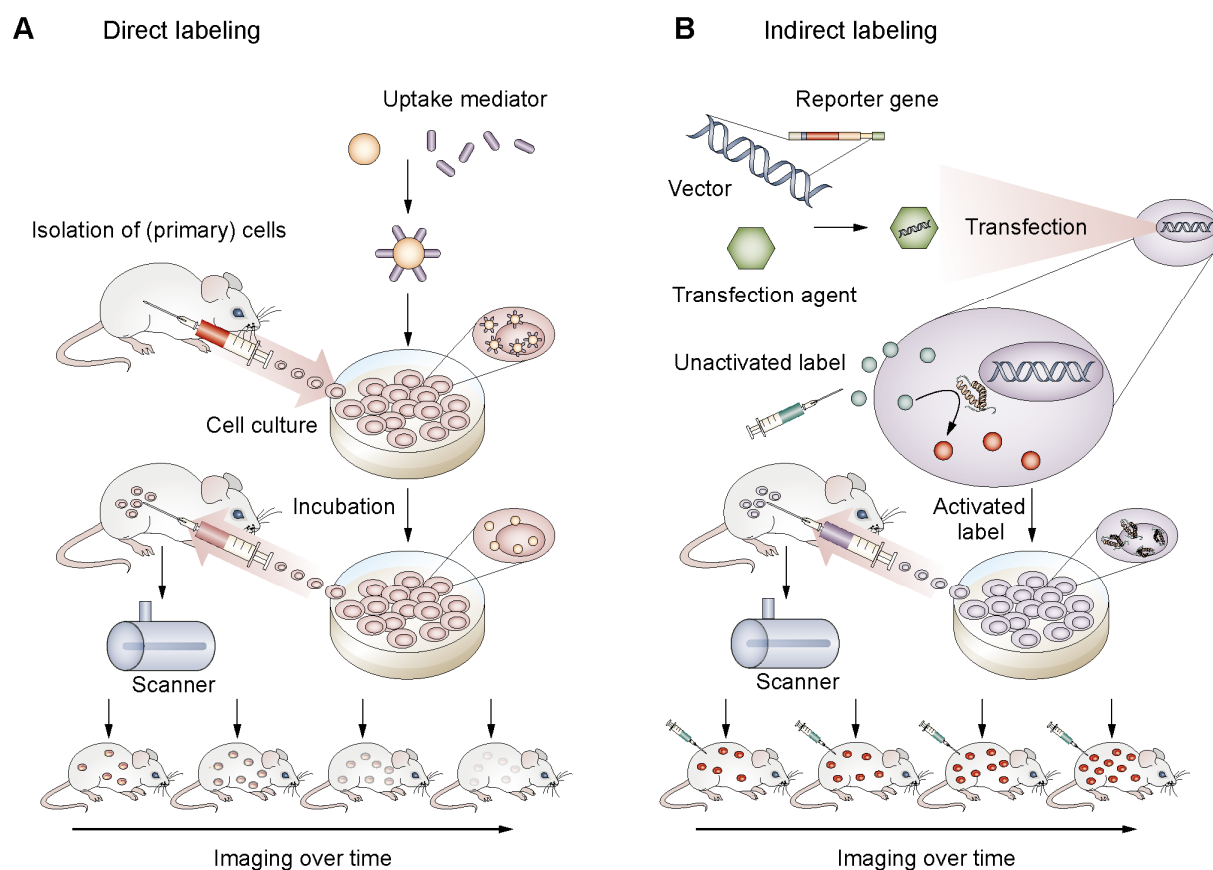 A Direct labeling
Uptake mediator
Isolation of (primary) cells
Cell culture
Incubation
Scanner
Imaging over time
B Indirect labeling
Reporter gene
Vector
Transfection
Transfection agent
Unactivated label
Activated
label
Scanner
Imaging over time